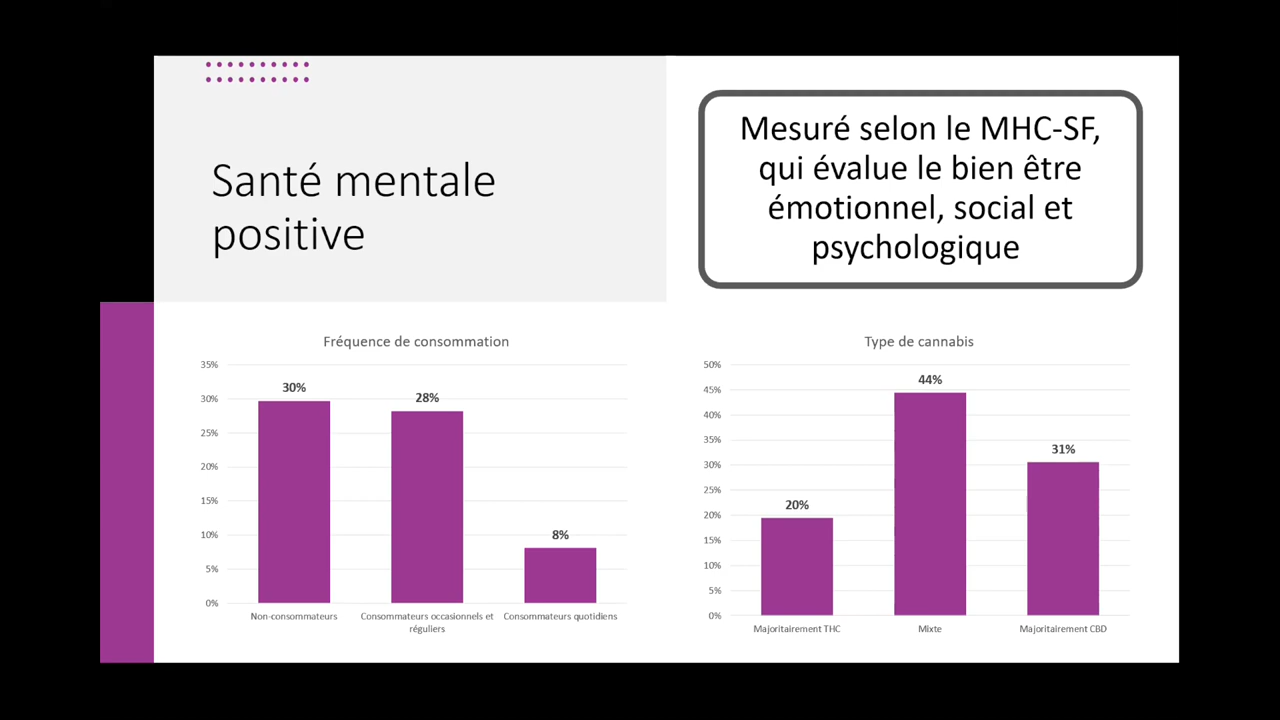 Santé mentale
positive
Mesuré selon le MHC-SF,
qui évalue le bien être
émotionnel, social et
psychologique
Fréquence de consommation
35%
30%
25%
20%
15%
10%
5%
0%
30%
28%
8%
Non-consommateurs
Consommateurs occasionnels et
réguliers
Consommateurs quotidiens
Type de cannabis
50%
45%
40%
35%
30%
25%
20%
15%
10%
5%
0%
20%
44%
31%
Majoritairement THC
Mixte
Majoritairement CBD